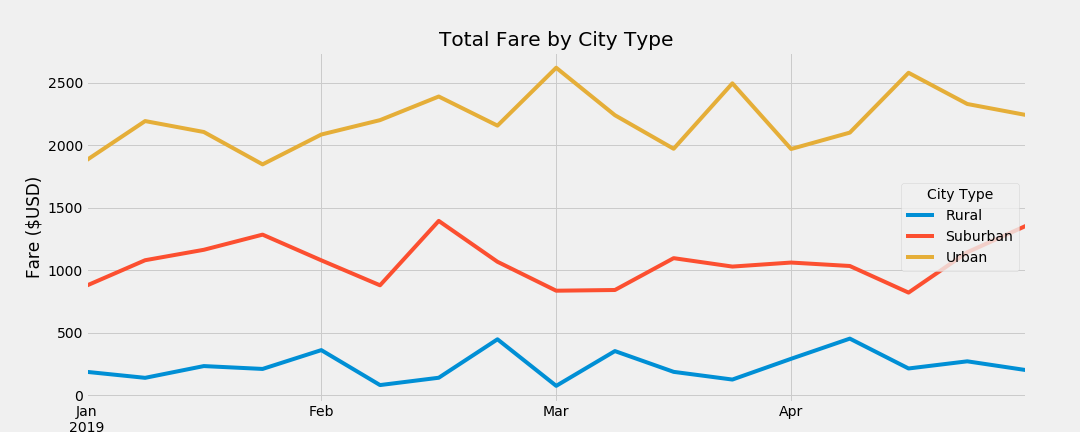 Total Fare by City Type
Fare ($USD)
2500
2000
1500
1000
500
0
City Type
Rural
Suburban
Urban
Jan
2019
Feb
Mar
Apr